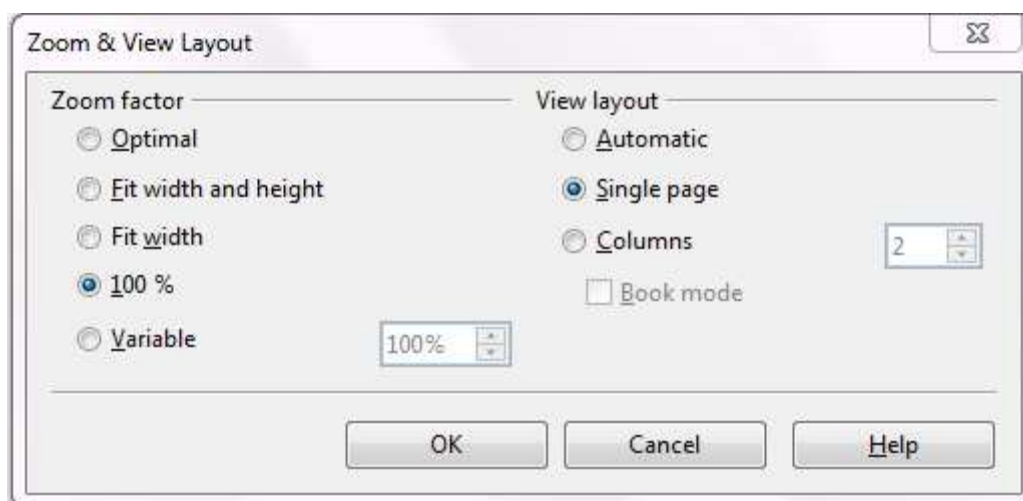 Zoom & View Layout
Zoom factor
Optimal
Fit width and height
Fit width
100 %
Variable
100%
View layout
Automatic
Single page
Columns
2
Book mode
OK
Cancel
Help